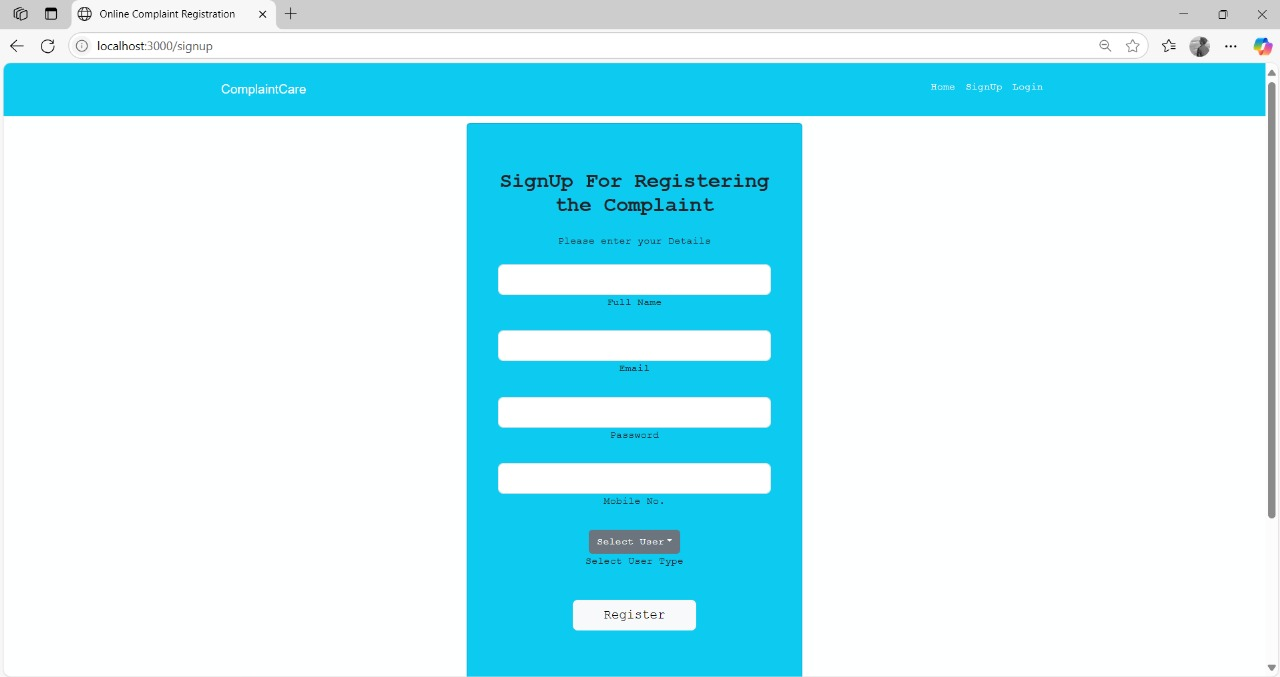 Online Complaint Registration
localhost:3000/signup
ComplaintCare
Home SignUp Login
SignUp For Registering
the Complaint
Please enter your Details
Full Name
Email
Password
Mobile No.
Select User
Select User Type
Register